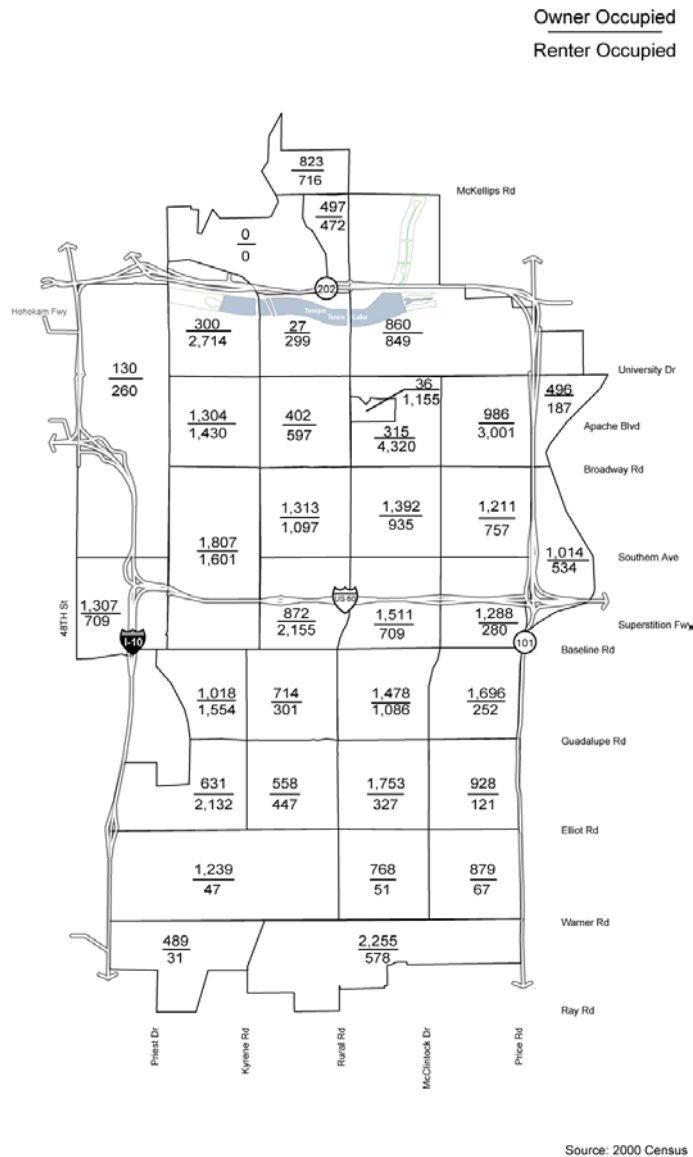 Owner Occupied
Renter Occupied
823
716
McKellips Rd
497
472
0
0
202
Hohokam Fwy
Tempe
Town Lake
300
2,714
27
299
860
849
130
260
University Dr
36
1,155
496
187
1,304
1,430
402
597
315
4,320
986
3,001
Apache Blvd
Broadway Rd
1,313
1,097
1,392
935
1,211
757
1,807
1,601
1,014
534
Southern Ave
48TH St
1,307
709
US 60
872
2,155
1,511
709
1,288
280
Superstition Fwy
I-10
101
Baseline Rd
1,018
1,554
714
301
1,478
1,086
1,696
252
Guadalupe Rd
631
2,132
558
447
1,753
327
928
121
Elliot Rd
1,239
47
768
51
879
67
Warner Rd
489
31
2,255
578
Ray Rd
Priest Dr
Kyrene Rd
Rural Rd
McClintock Dr
Price Rd
Source: 2000 Census